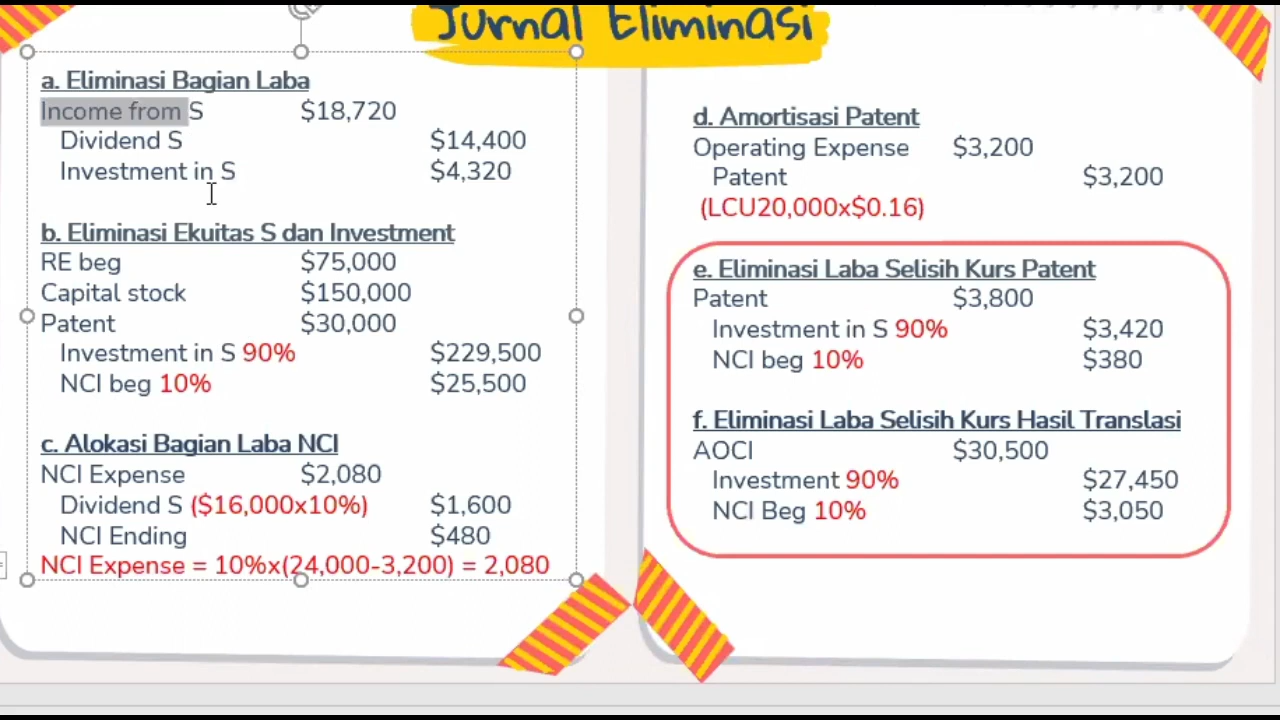 Jurnal Eliminasi
a. Eliminasi Bagian Laba
Income from S $18,720
Dividend S $14,400
Investment in S $4,320
b. Eliminasi Ekuitas S dan Investment
RE beg $75,000
Capital stock $150,000
Patent $30,000
Investment in S 90% $229,500
NCI beg 10% $25,500
c. Alokasi Bagian Laba NCI
NCI Expense $2,080
Dividend S ($16,000x10%) $1,600
NCI Ending $480
NCI Expense = 10%x(24,000-3,200) = 2,080
d. Amortisasi Patent
Operating Expense $3,200
Patent $3,200
(LCU20,000x$0.16)
e. Eliminasi Laba Selisih Kurs Patent
Patent $3,800
Investment in S 90% $3,420
NCI beg 10% $380
f. Eliminasi Laba Selisih Kurs Hasil Translasi
AOCI $30,500
Investment 90% $27,450
NCI Beg 10% $3,050